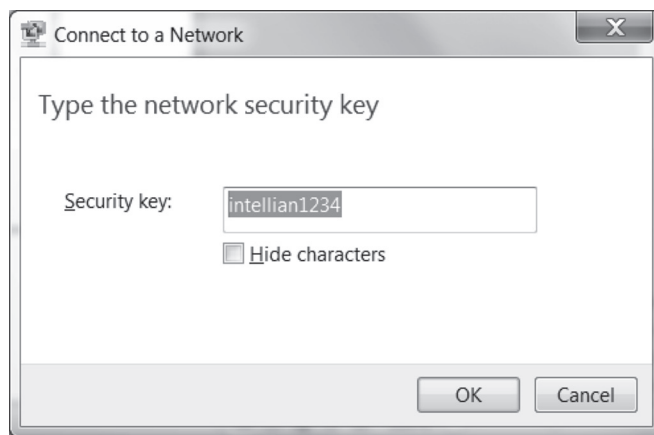 Connect to a Network
X
Type the network security key
Security key:
intellian1234
Hide characters
OK
Cancel